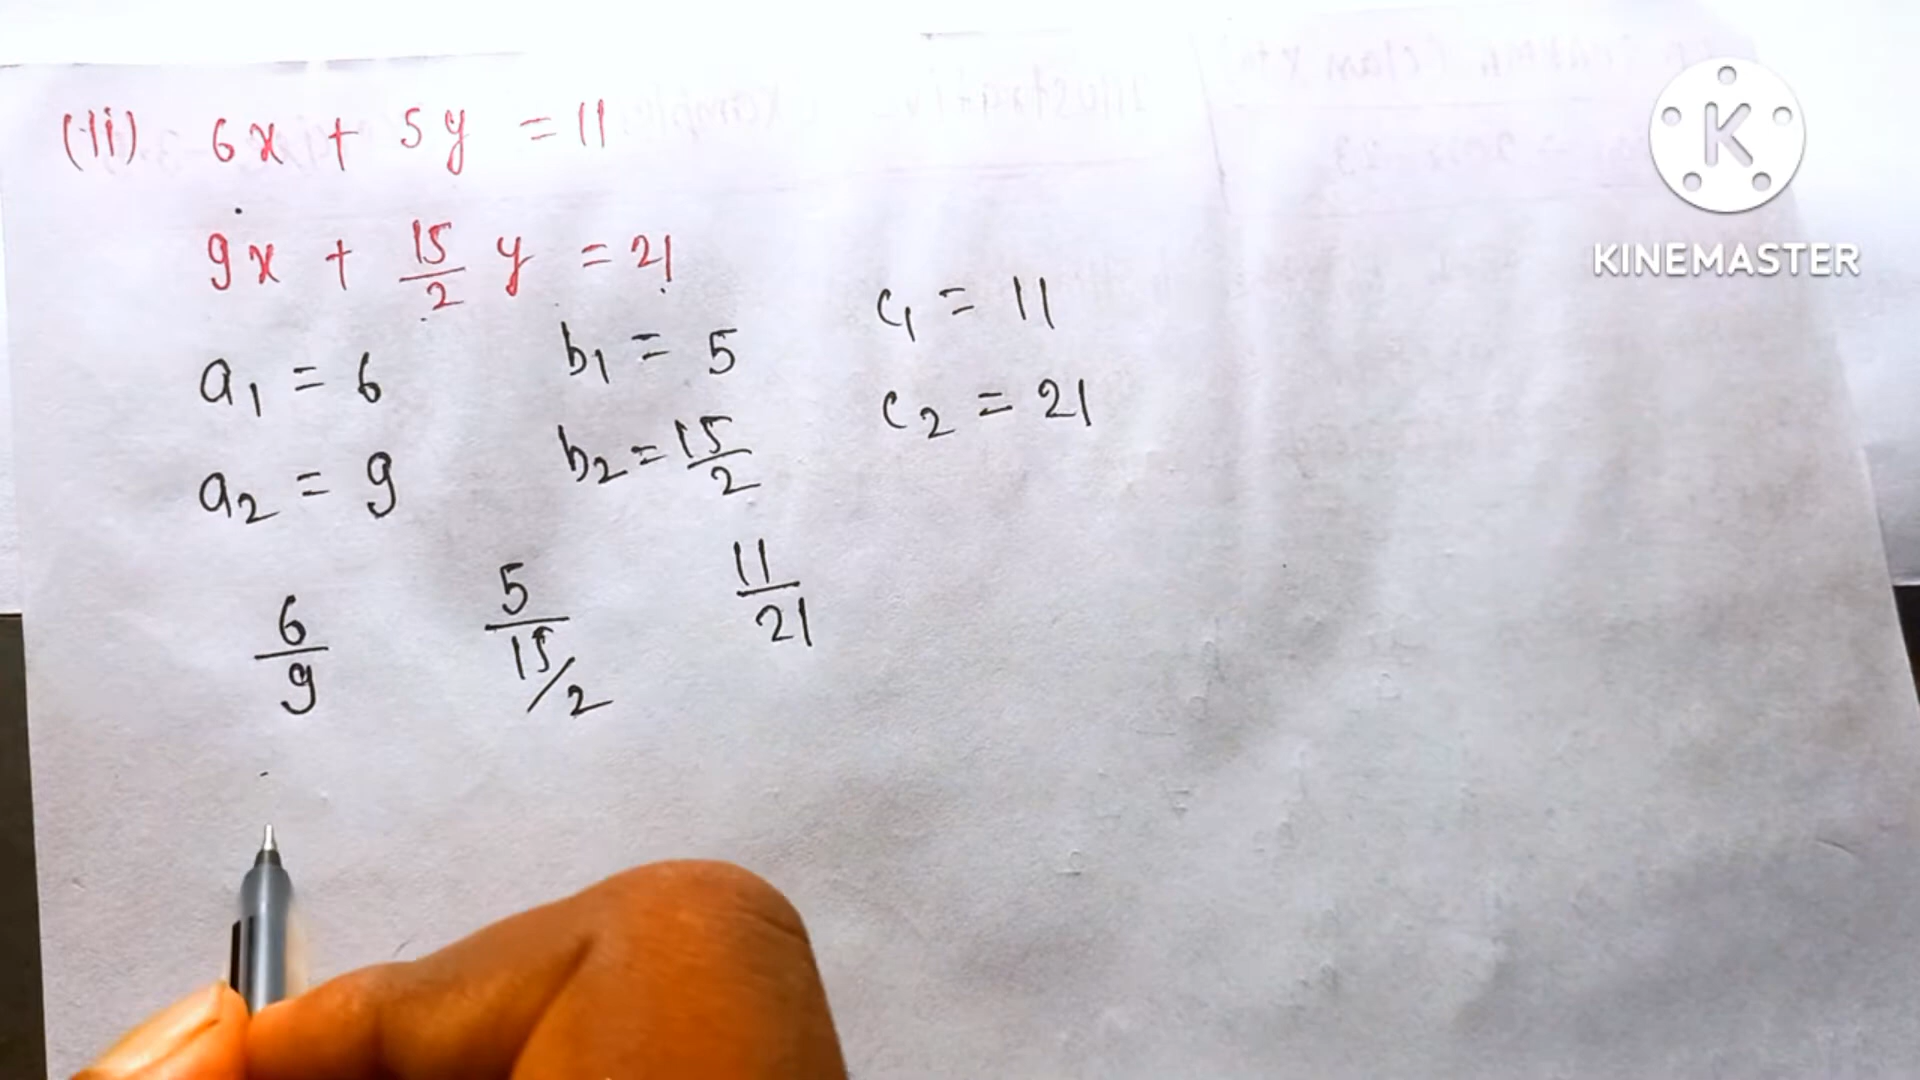 (ii) 6x + 5y = 11
9x + 15/2 y = 21
a1 = 6 b1 = 5 c1 = 11
a2 = 9 b2 = 15/2 c2 = 21
6/9 5/15/2 11/21
K
KINEMASTER